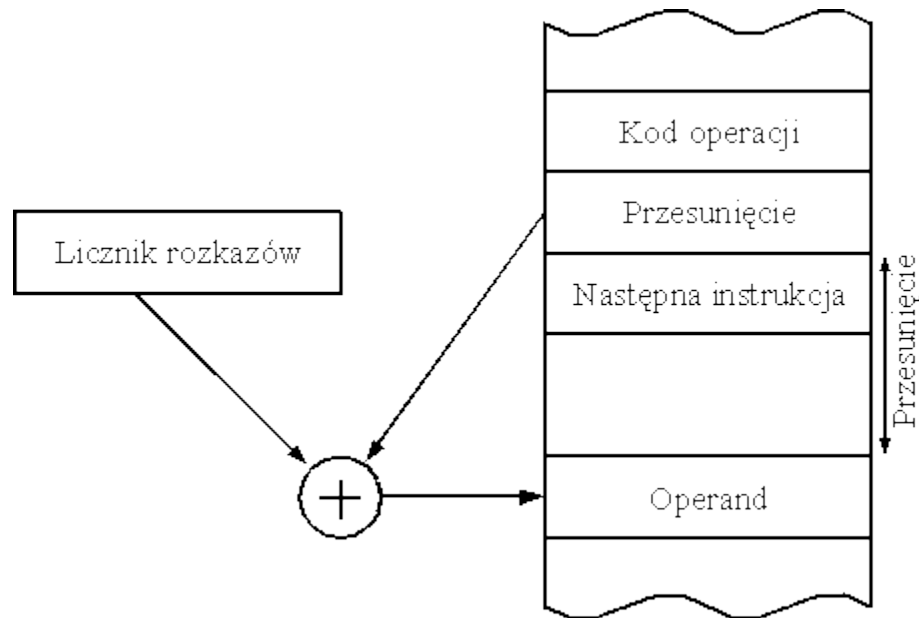 Kod operacji
Przesunięcie
Licznik rozkazów
Następna instrukcja
Przesunięcie
Operand